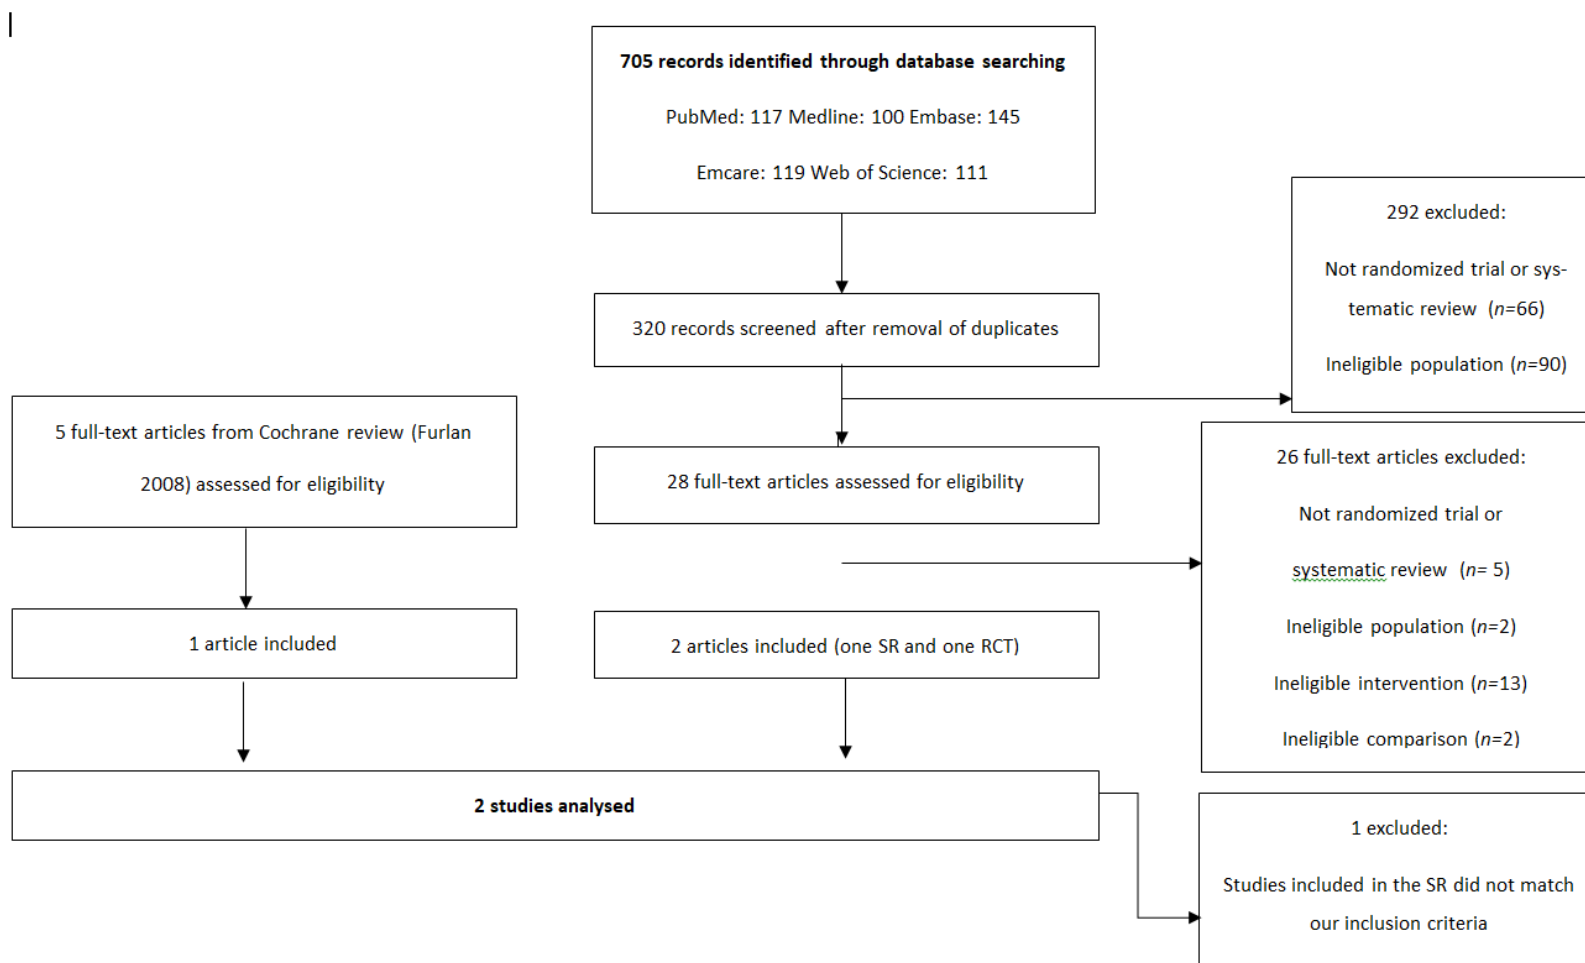 705 records identified through database searching
PubMed: 117 Medline: 100 Embase: 145
Emcare: 119 Web of Science: 111
292 excluded:
Not randomized trial or sys-
tematic review (n=66)
Ineligible population (n=90)
320 records screened after removal of duplicates
5 full-text articles from Cochrane review (Furlan
2008) assessed for eligibility
28 full-text articles assessed for eligibility
26 full-text articles excluded:
Not randomized trial or
systematic review (n= 5)
Ineligible population (n=2)
Ineligible intervention (n=13)
Ineligible comparison (n=2)
1 article included
2 articles included (one SR and one RCT)
2 studies analysed
1 excluded:
Studies included in the SR did not match
our inclusion criteria